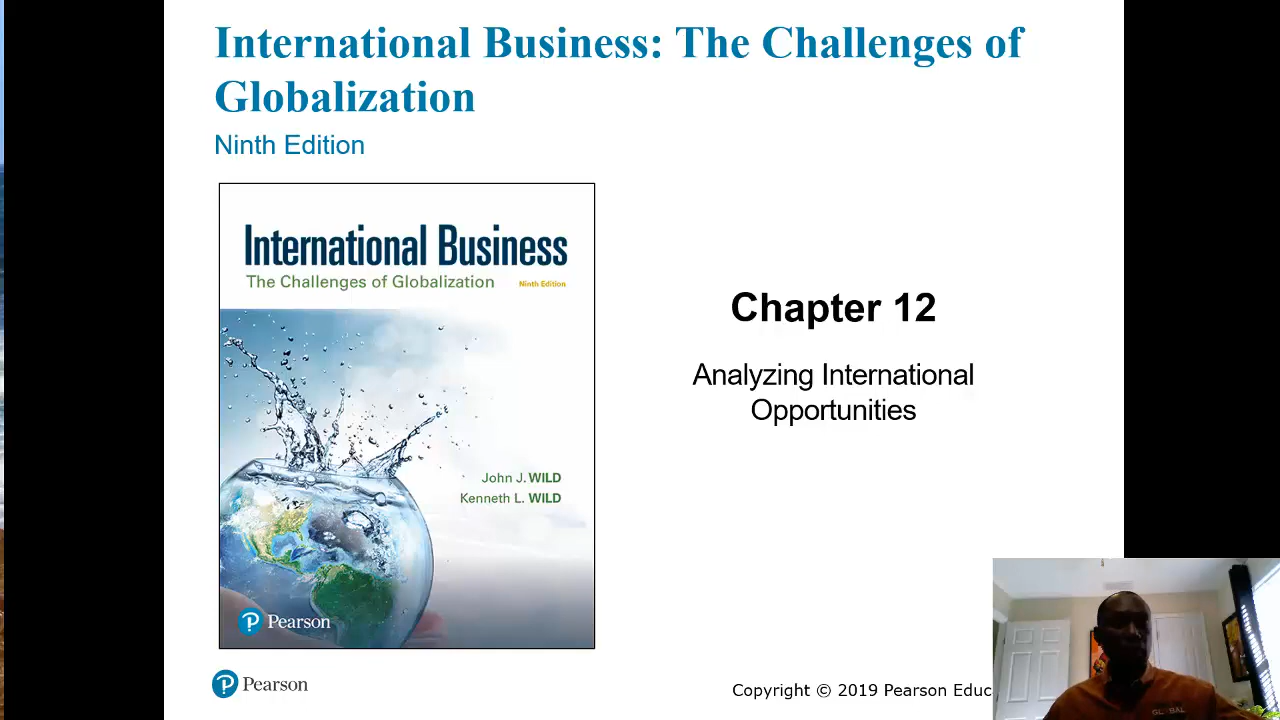 International Business: The Challenges of
Globalization
Ninth Edition
International Business
The Challenges of Globalization Ninth Edition
John J. WILD
Kenneth L. WILD
Pearson
Chapter 12
Analyzing International
Opportunities
Pearson
Copyright © 2019 Pearson Educ